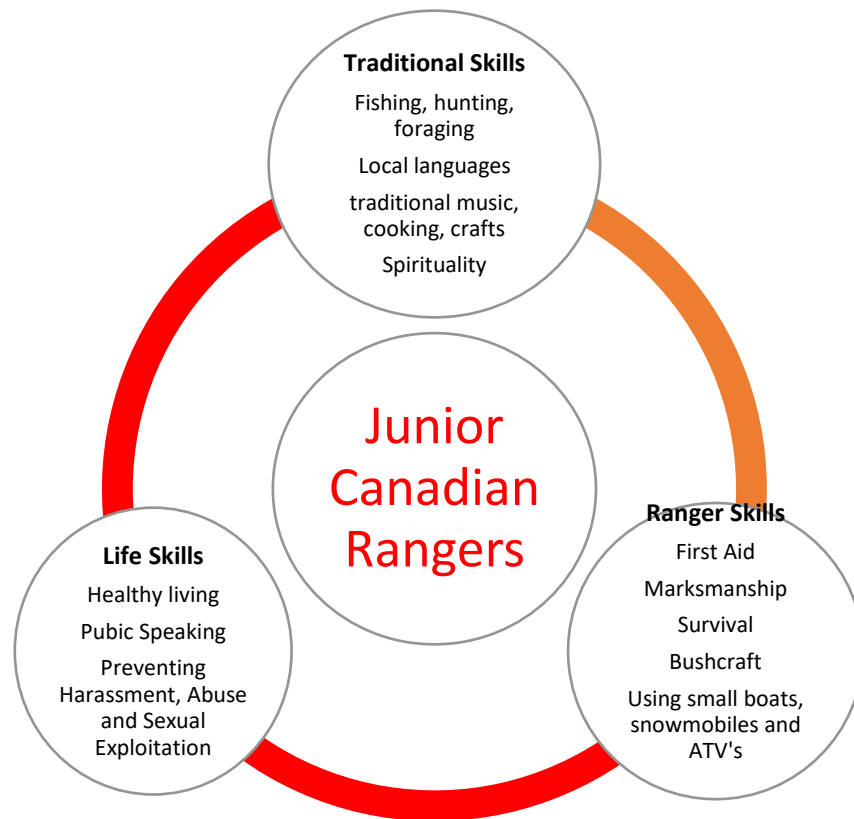 Traditional Skills
Fishing, hunting,
foraging
Local languages
traditional music,
cooking, crafts
Spirituality
Junior
Canadian
Rangers
Life Skills
Healthy living
Pubic Speaking
Preventing
Harassment, Abuse
and Sexual
Exploitation
Ranger Skills
First Aid
Marksmanship
Survival
Bushcraft
Using small boats,
snowmobiles and
ATV's